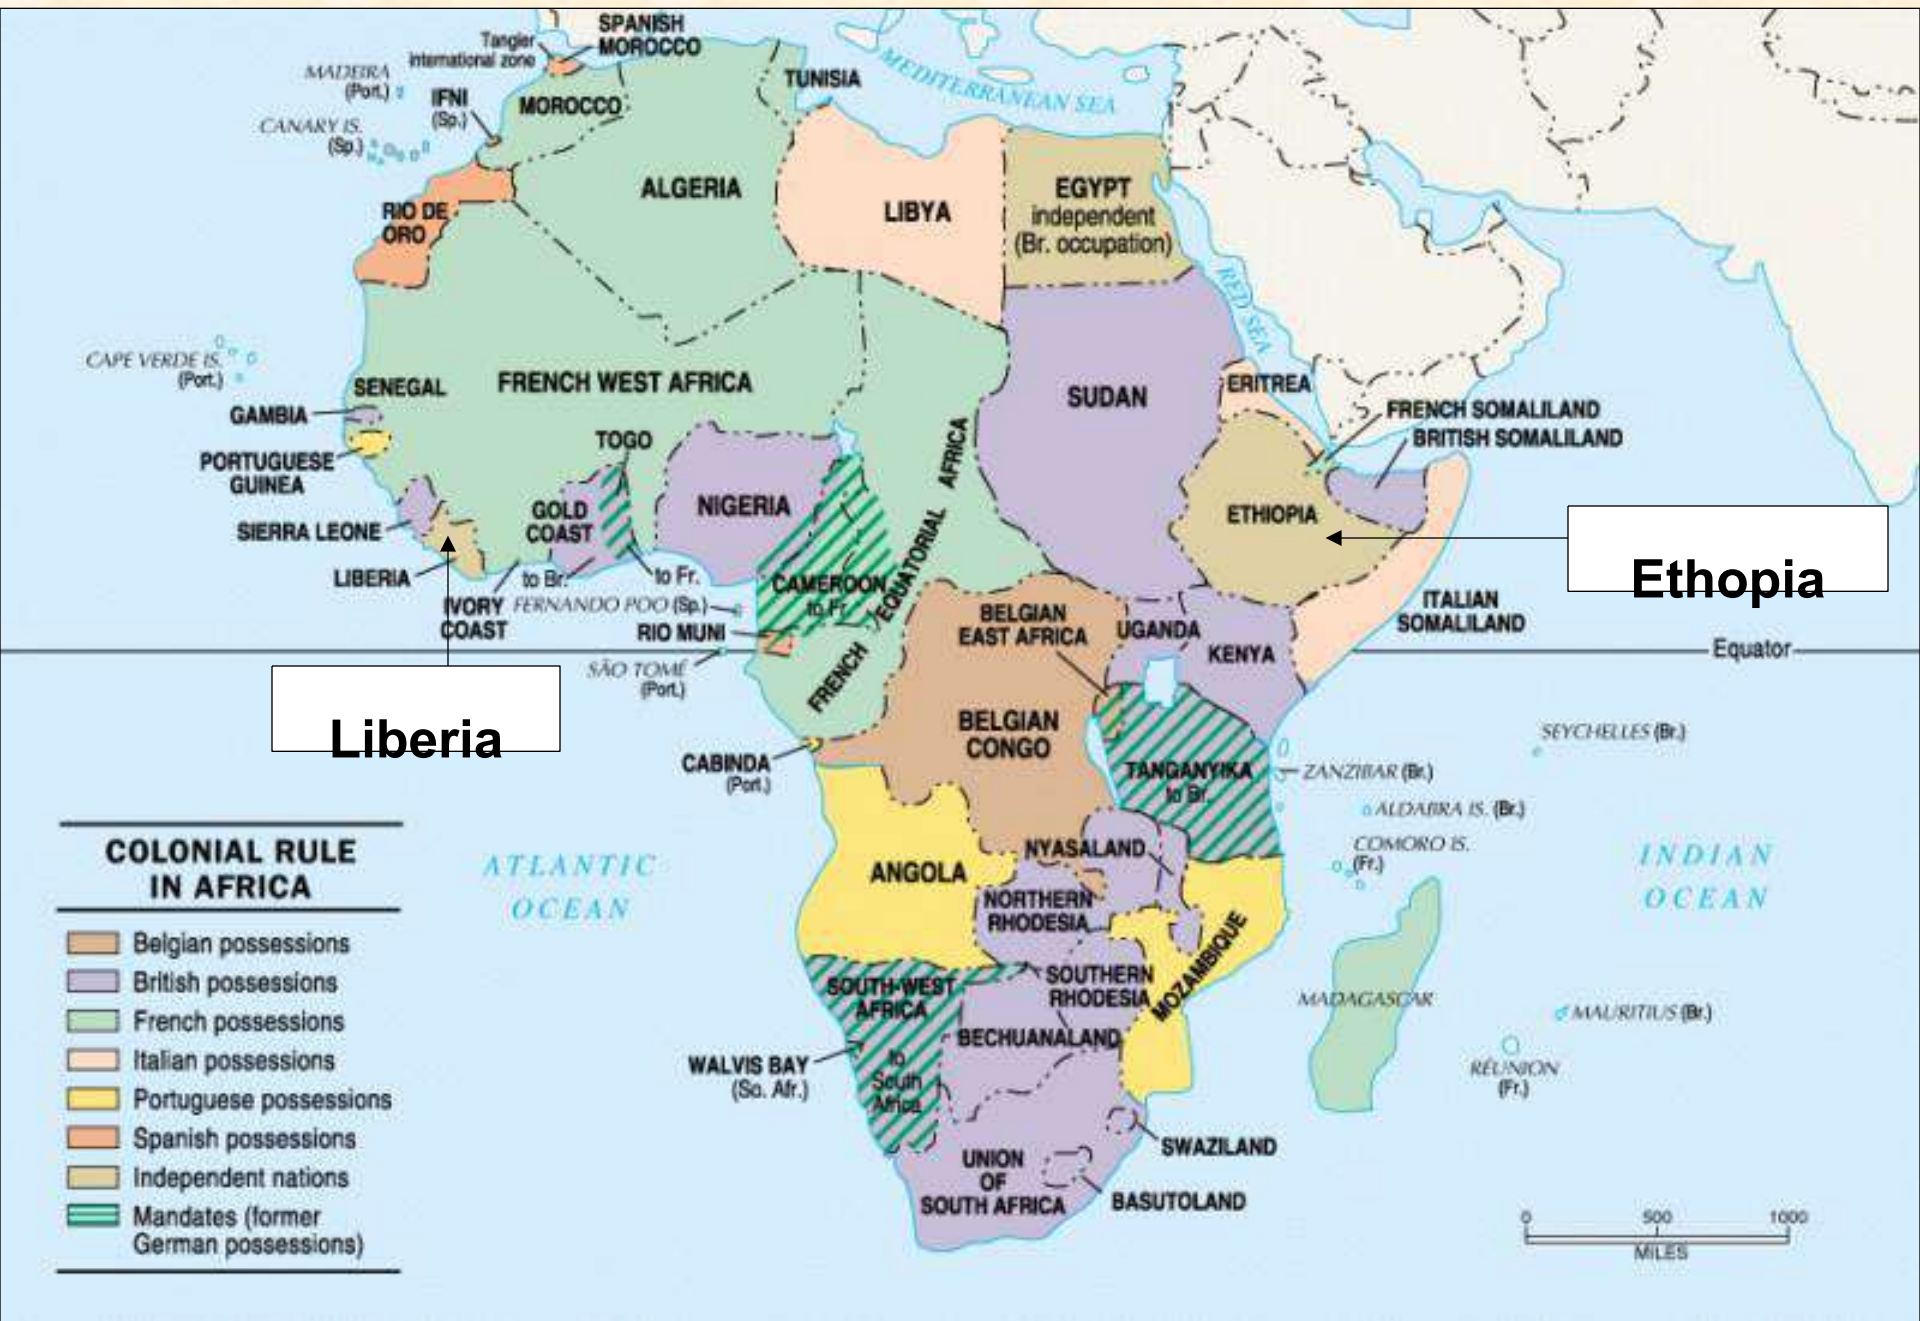 SPANISH
MOROCCO
Tangier
international zone
MADEIRA
(Port.)
IFNI
(Sp.)
MOROCCO
TUNISIA
MEDITERRANEAN SEA
CANARY IS.
(Sp.)
ALGERIA
LIBYA
EGYPT
independent
(Br. occupation)
RIO DE
ORO
RED SEA
CAPE VERDE IS.
(Port.)
SENEGAL
FRENCH WEST AFRICA
SUDAN
ERITREA
GAMBIA
FRENCH SOMALILAND
BRITISH SOMALILAND
TOGO
PORTUGUESE
GUINEA
NIGERIA
GOLD
COAST
ETHIOPIA
SIERRA LEONE
LIBERIA
to Br.
to Fr.
CAMEROON
to Fr.
FRENCH EQUATORIAL AFRICA
Ethopia
IVORY
COAST
FERNANDO POO (Sp.)
RIO MUNI
BELGIAN
EAST AFRICA
UGANDA
KENYA
ITALIAN
SOMALILAND
Equator
SÃO TOMÉ
(Port.)
Liberia
BELGIAN
CONGO
SEYCHELLES (Br.)
CABINDA
(Port.)
TANGANYIKA
to Br.
ZANZIBAR (Br.)
ALDABRA IS. (Br.)
COMORO IS.
(Fr.)
COLONIAL RULE
IN AFRICA
ATLANTIC
OCEAN
ANGOLA
NYASALAND
INDIAN
OCEAN
NORTHERN
RHODESIA
MOZAMBIQUE
Belgian possessions
British possessions
French possessions
Italian possessions
Portuguese possessions
Spanish possessions
Independent nations
Mandates (former
German possessions)
SOUTH-WEST
AFRICA
to
South
Africa
SOUTHERN
RHODESIA
BECHUANALAND
MADAGASCAR
MAURITIUS (Br.)
WALVIS BAY
(So. Afr.)
RÉUNION
(Fr.)
SWAZILAND
UNION
OF
SOUTH AFRICA
BASUTOLAND
0 500 1000
MILES